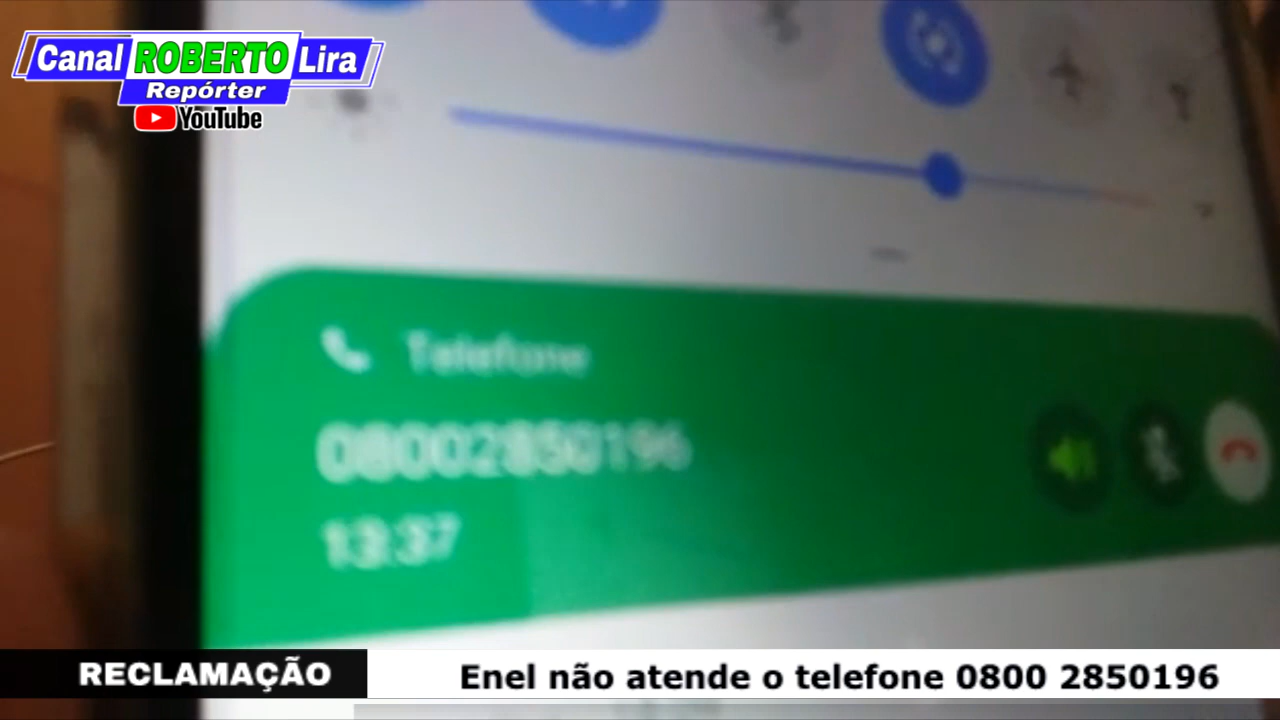 Canal ROBERTO Lira
Repórter
YouTube
Telefone
08002850196
13:37
RECLAMAÇÃO
Enel não atende o telefone 0800 2850196